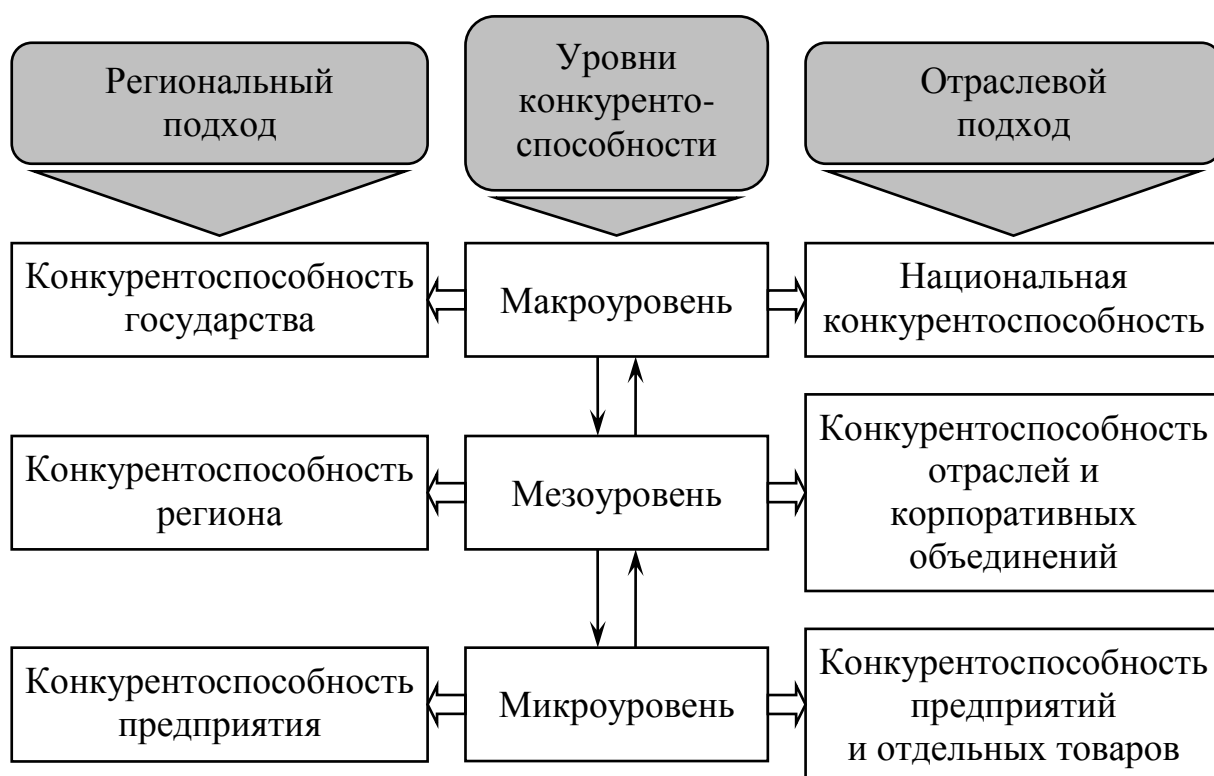 Региональный
подход
Уровни
конкуренто-
способности
Отраслевой
подход
Конкурентоспособность
государства
Макроуровень
Национальная
конкурентоспособность
Конкурентоспособность
региона
Мезоуровень
Конкурентоспособность
отраслей и
корпоративных
объединений
Конкурентоспособность
предприятия
Микроуровень
Конкурентоспособность
предприятий
и отдельных товаров